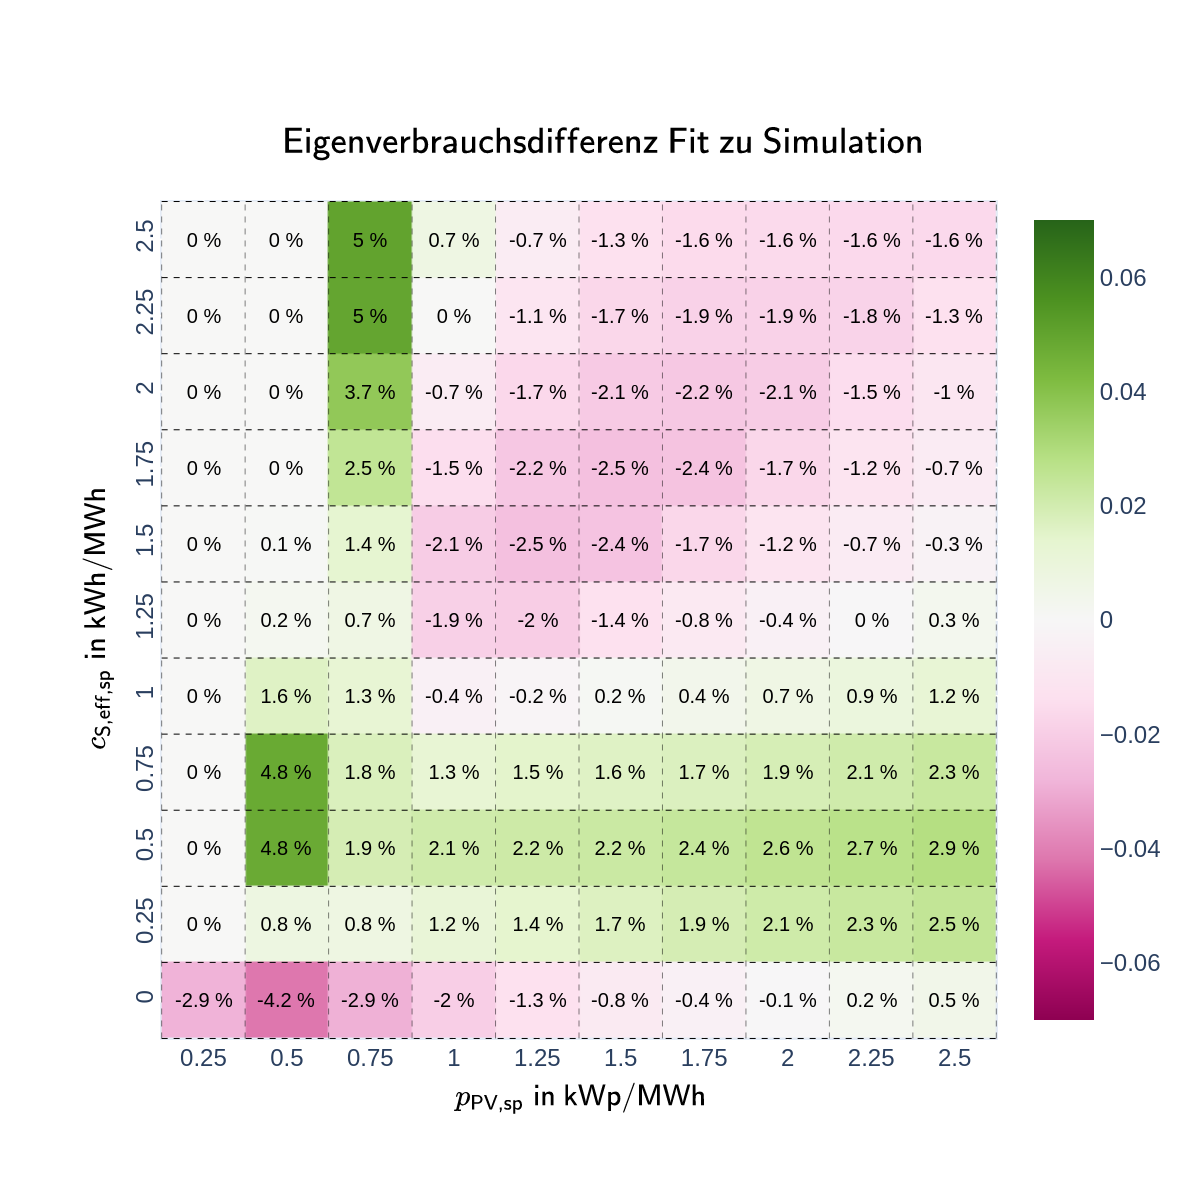 Eigenverbrauchsdifferenz Fit zu Simulation
2.5 0 % 0 % 5 % 0.7 % -0.7 % -1.3 % -1.6 % -1.6 % -1.6 % -1.6 %
2.25 0 % 0 % 5 % 0 % -1.1 % -1.7 % -1.9 % -1.9 % -1.8 % -1.3 %
2 0 % 0 % 3.7 % -0.7 % -1.7 % -2.1 % -2.2 % -2.1 % -1.5 % -1 %
1.75 0 % 0 % 2.5 % -1.5 % -2.2 % -2.5 % -2.4 % -1.7 % -1.2 % -0.7 %
1.5 0 % 0.1 % 1.4 % -2.1 % -2.5 % -2.4 % -1.7 % -1.2 % -0.7 % -0.3 %
1.25 0 % 0.2 % 0.7 % -1.9 % -2 % -1.4 % -0.8 % -0.4 % 0 % 0.3 %
1 0 % 1.6 % 1.3 % -0.4 % -0.2 % 0.2 % 0.4 % 0.7 % 0.9 % 1.2 %
0.75 0 % 4.8 % 1.8 % 1.3 % 1.5 % 1.6 % 1.7 % 1.9 % 2.1 % 2.3 %
0.5 0 % 4.8 % 1.9 % 2.1 % 2.2 % 2.2 % 2.4 % 2.6 % 2.7 % 2.9 %
0.25 0 % 0.8 % 0.8 % 1.2 % 1.4 % 1.7 % 1.9 % 2.1 % 2.3 % 2.5 %
0 -2.9 % -4.2 % -2.9 % -2 % -1.3 % -0.8 % -0.4 % -0.1 % 0.2 % 0.5 %
0.25 0.5 0.75 1 1.25 1.5 1.75 2 2.25 2.5
p_PV,sp in kWp/MWh
c_S,eff,sp in kWh/MWh
0.06
0.04
0.02
0
−0.02
−0.04
−0.06